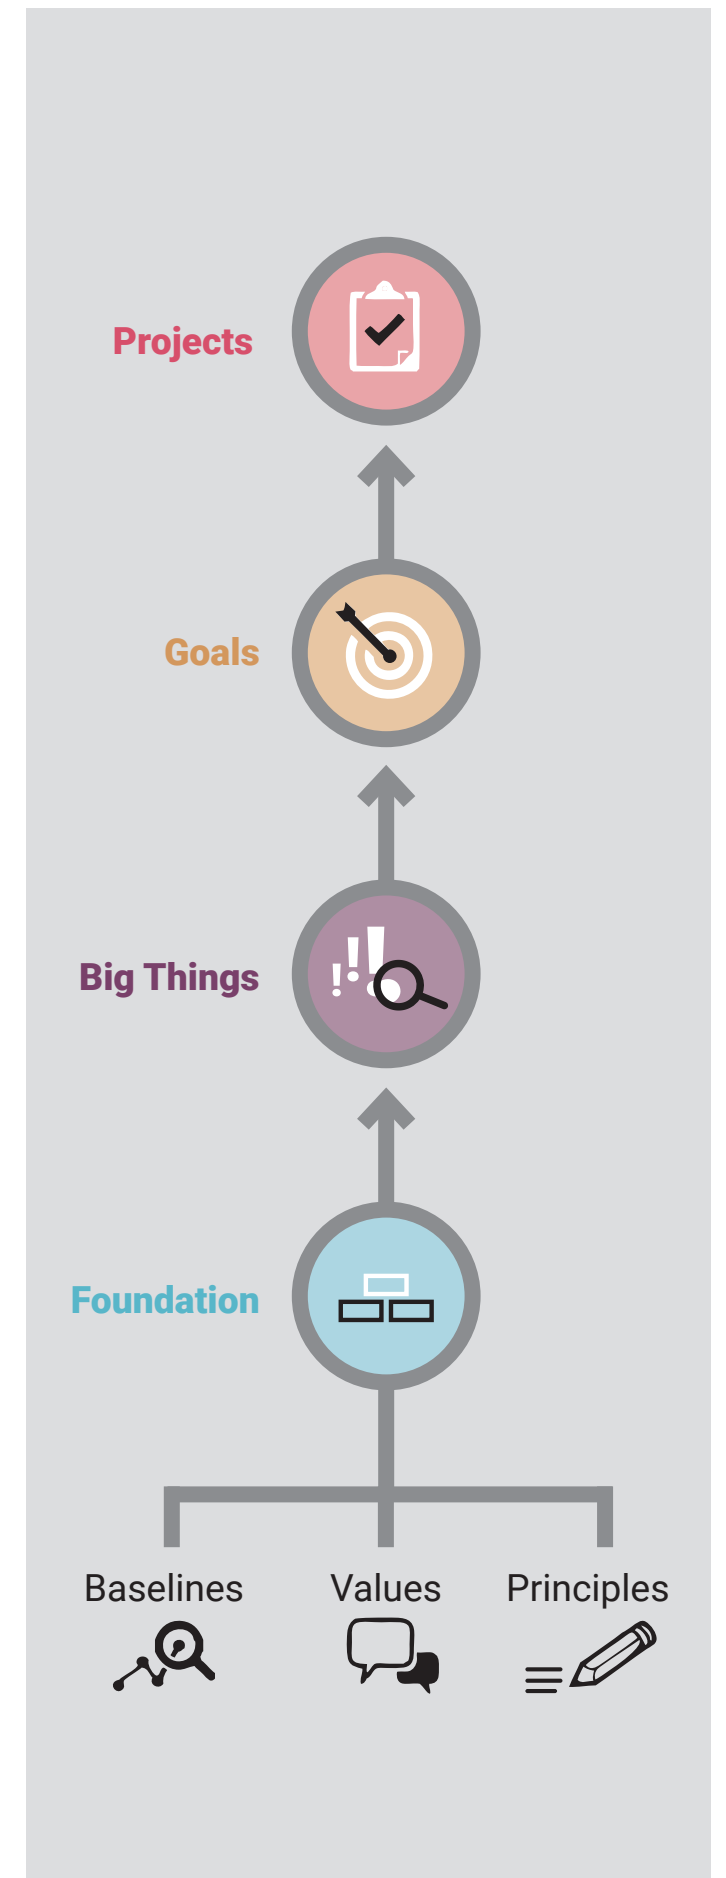 Projects
Goals
Big Things
Foundation
Baselines
Values
Principles